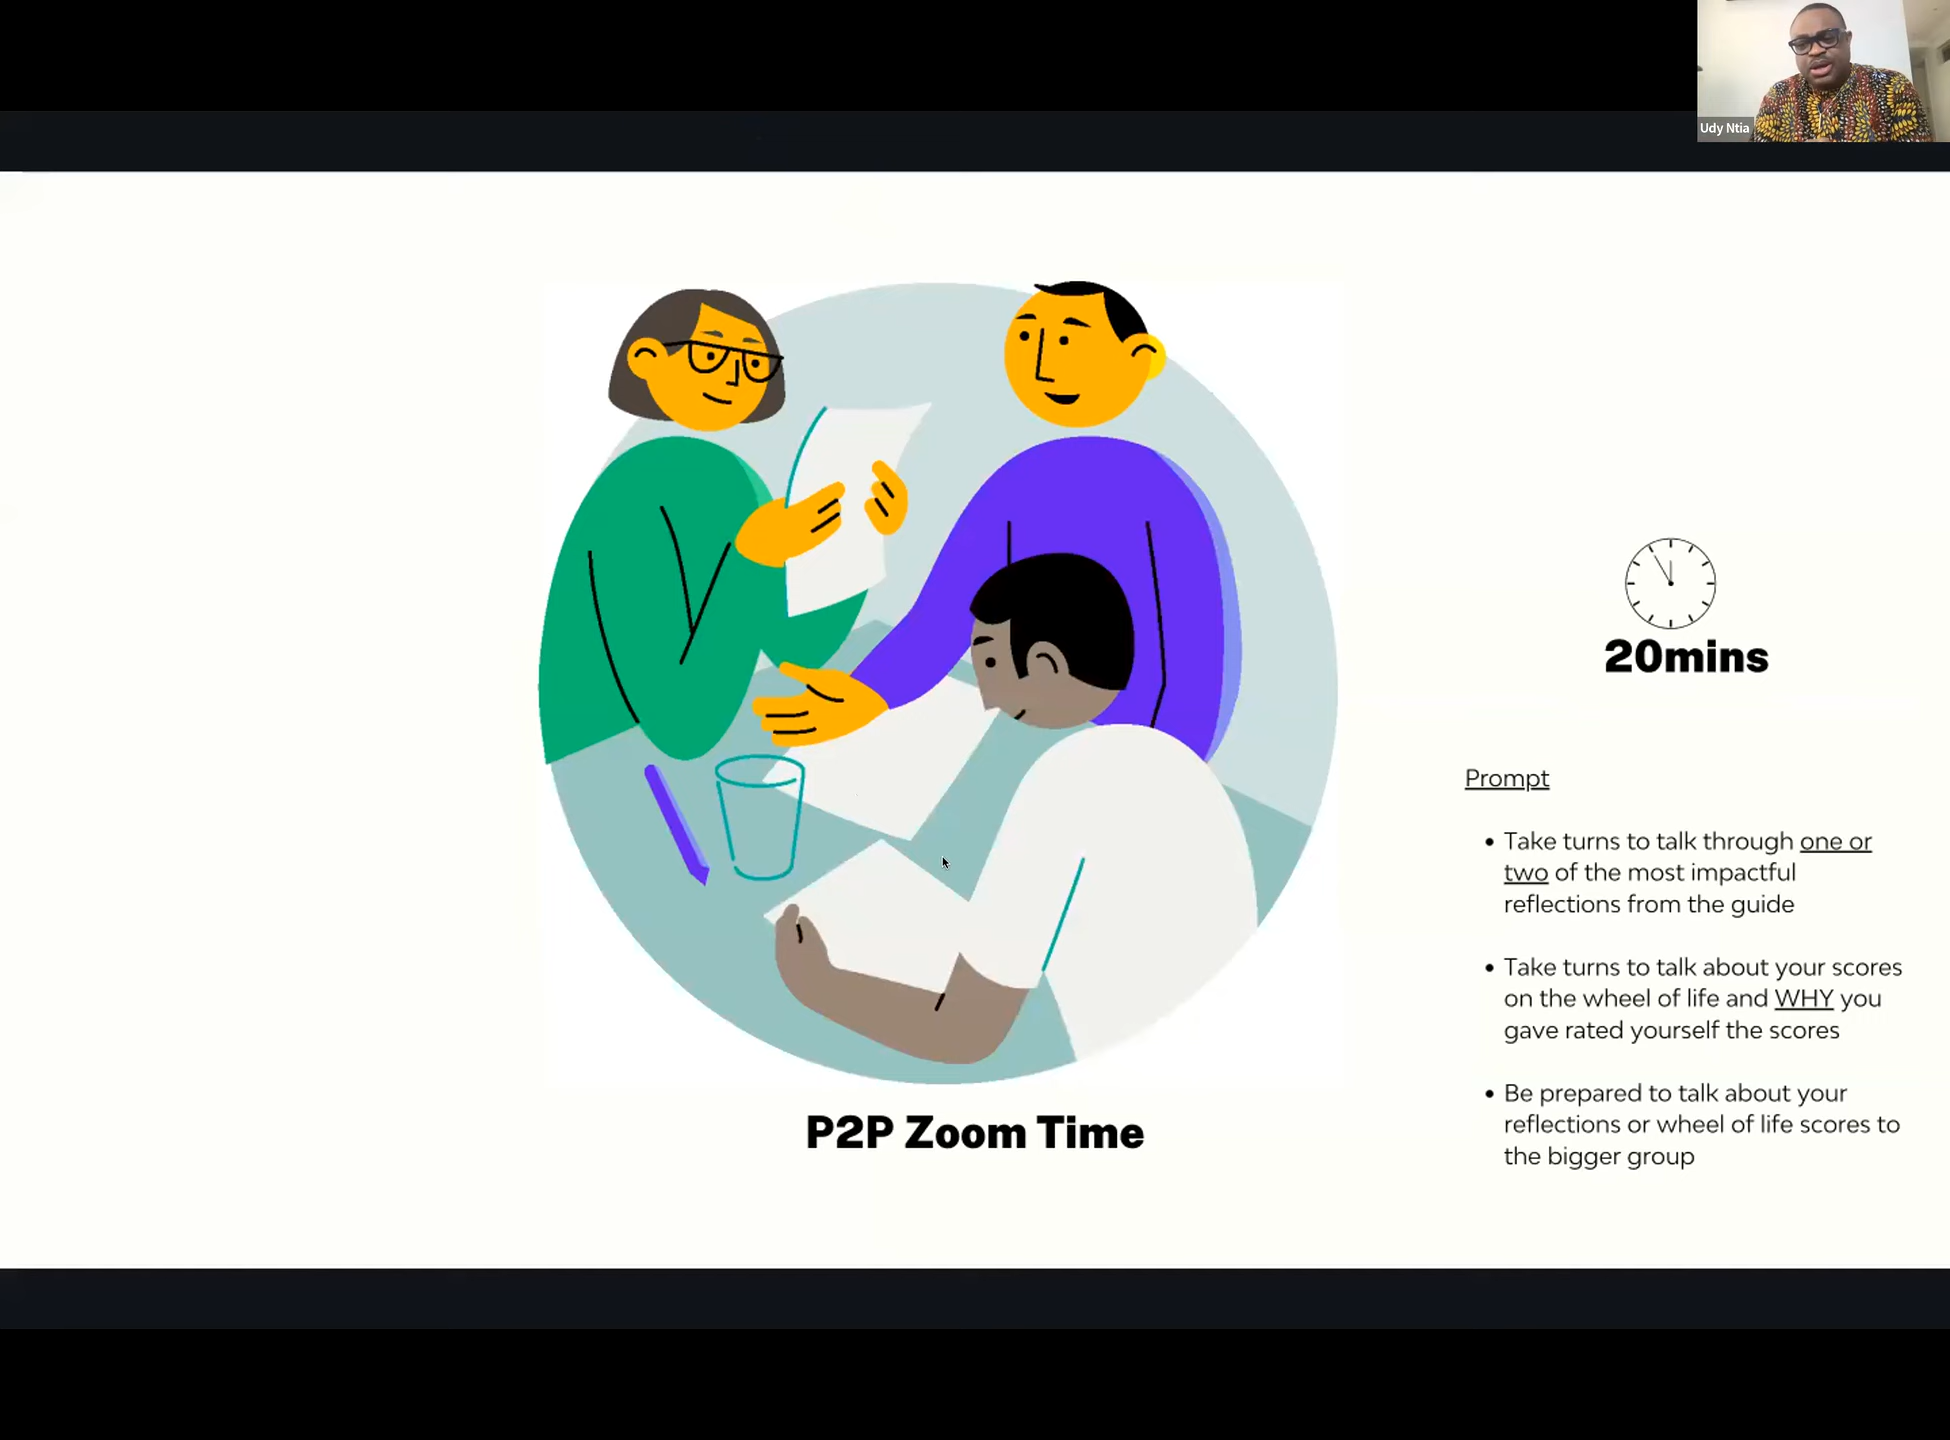 Udy Ntia
20mins
Prompt
• Take turns to talk through one or
two of the most impactful
reflections from the guide
• Take turns to talk about your scores
on the wheel of life and WHY you
gave rated yourself the scores
• Be prepared to talk about your
reflections or wheel of life scores to
the bigger group
P2P Zoom Time